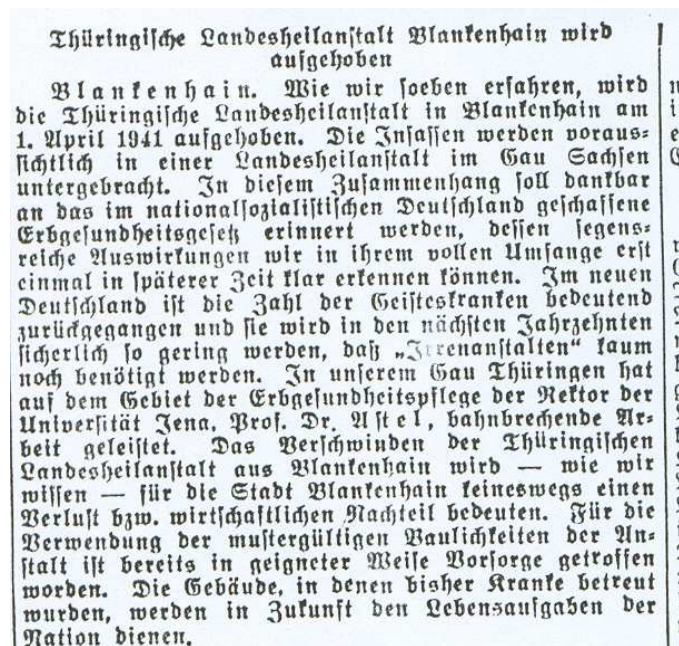 Thüringische Landesheilanstalt Blankenhain wird
aufgehoben
Blankenhain. Wie wir soeben erfahren, wird
die Thüringische Landesheilanstalt in Blankenhain am
1. April 1941 aufgehoben. Die Insassen werden voraus-
sichtlich in einer Landesheilanstalt im Gau Sachsen
untergebracht. In diesem Zusammenhang soll dankbar
an das im nationalsozialistischen Deutschland geschaffene
Erbgesundheitsgesetz erinnert werden, dessen segens-
reiche Auswirkungen wir in ihrem vollen Umfange erst
einmal in späterer Zeit klar erkennen können. Im neuen
Deutschland ist die Zahl der Geisteskranken bedeutend
zurückgegangen und sie wird in den nächsten Jahrzehnten
sicherlich so gering werden, daß „Irrenanstalten“ kaum
noch benötigt werden. In unserem Gau Thüringen hat
auf dem Gebiet der Erbgesundheitspflege der Rektor der
Universität Jena, Prof. Dr. Astel, bahnbrechende Ar-
beit geleistet. Das Verschwinden der Thüringischen
Landesheilanstalt aus Blankenhain wird — wie wir
wissen — für die Stadt Blankenhain keineswegs einen
Verlust bzw. wirtschaftlichen Nachteil bedeuten. Für die
Verwendung der mustergültigen Baulichkeiten der An-
stalt ist bereits in geigneter Weise Vorsorge getroffen
worden. Die Gebäude, in denen bisher Kranke betreut
wurden, werden in Zukunft den Lebensaufgaben der
Nation dienen.